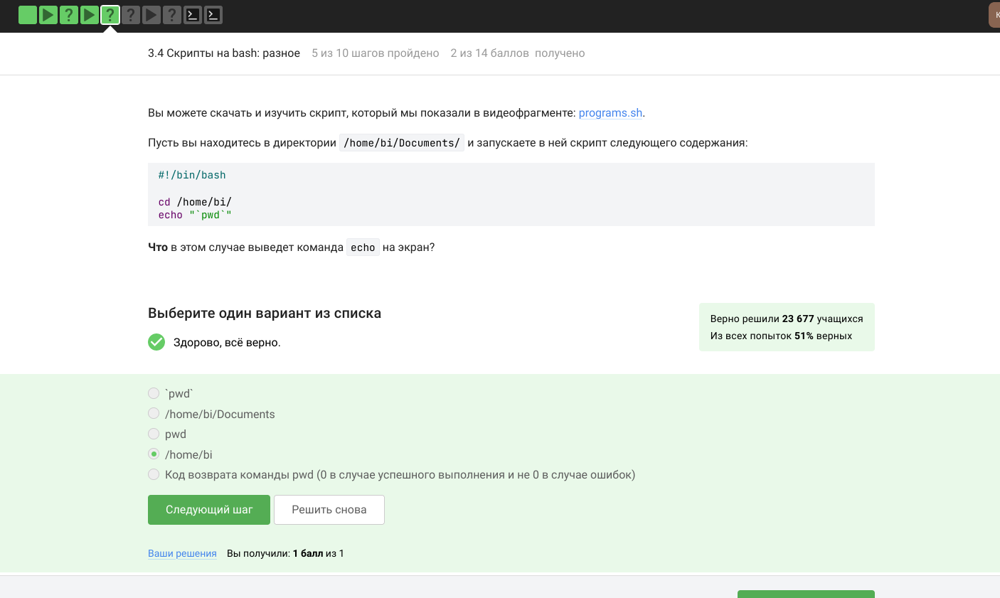 3.4 Скрипты на bash: разное 5 из 10 шагов пройдено 2 из 14 баллов получено
Вы можете скачать и изучить скрипт, который мы показали в видеофрагменте: programs.sh.
Пусть вы находитесь в директории /home/bi/Documents/ и запускаете в ней скрипт следующего содержания:
#!/bin/bash
cd /home/bi/
echo "`pwd`"
Что в этом случае выведет команда echo на экран?
Выберите один вариант из списка
Здорово, всё верно.
Верно решили 23 677 учащихся
Из всех попыток 51% верных
`pwd`
/home/bi/Documents
pwd
/home/bi
Код возврата команды pwd (0 в случае успешного выполнения и не 0 в случае ошибок)
Следующий шаг Решить снова
Ваши решения Вы получили: 1 балл из 1